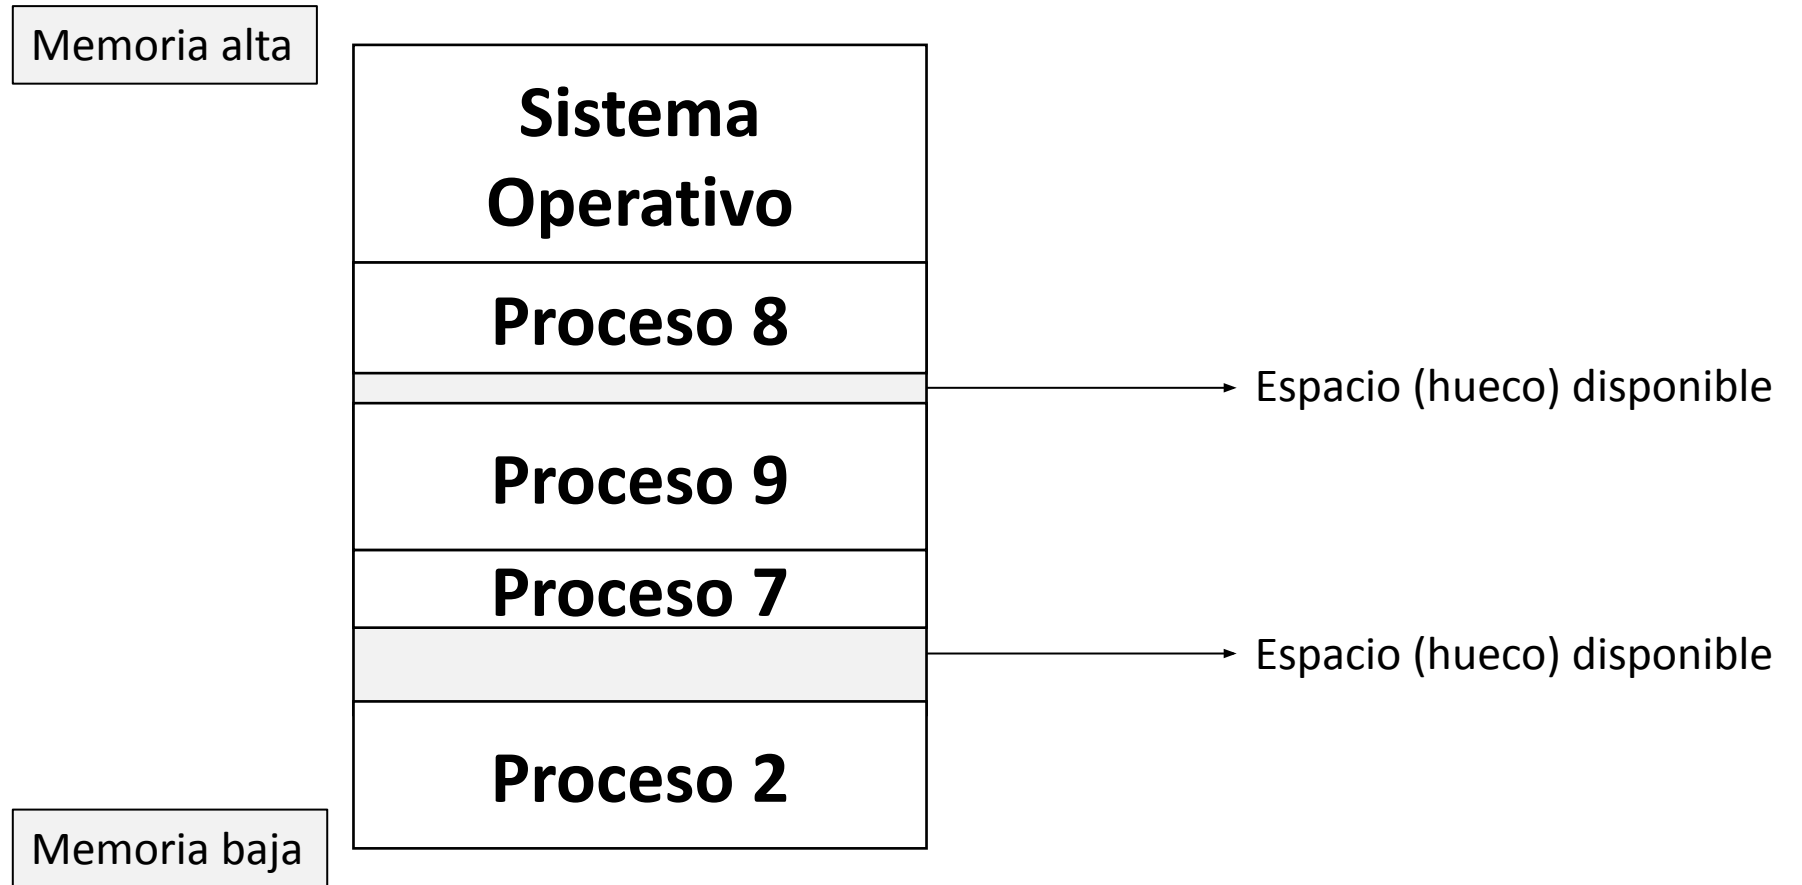 Memoria alta
Sistema
Operativo
Proceso 8
Espacio (hueco) disponible
Proceso 9
Proceso 7
Espacio (hueco) disponible
Proceso 2
Memoria baja